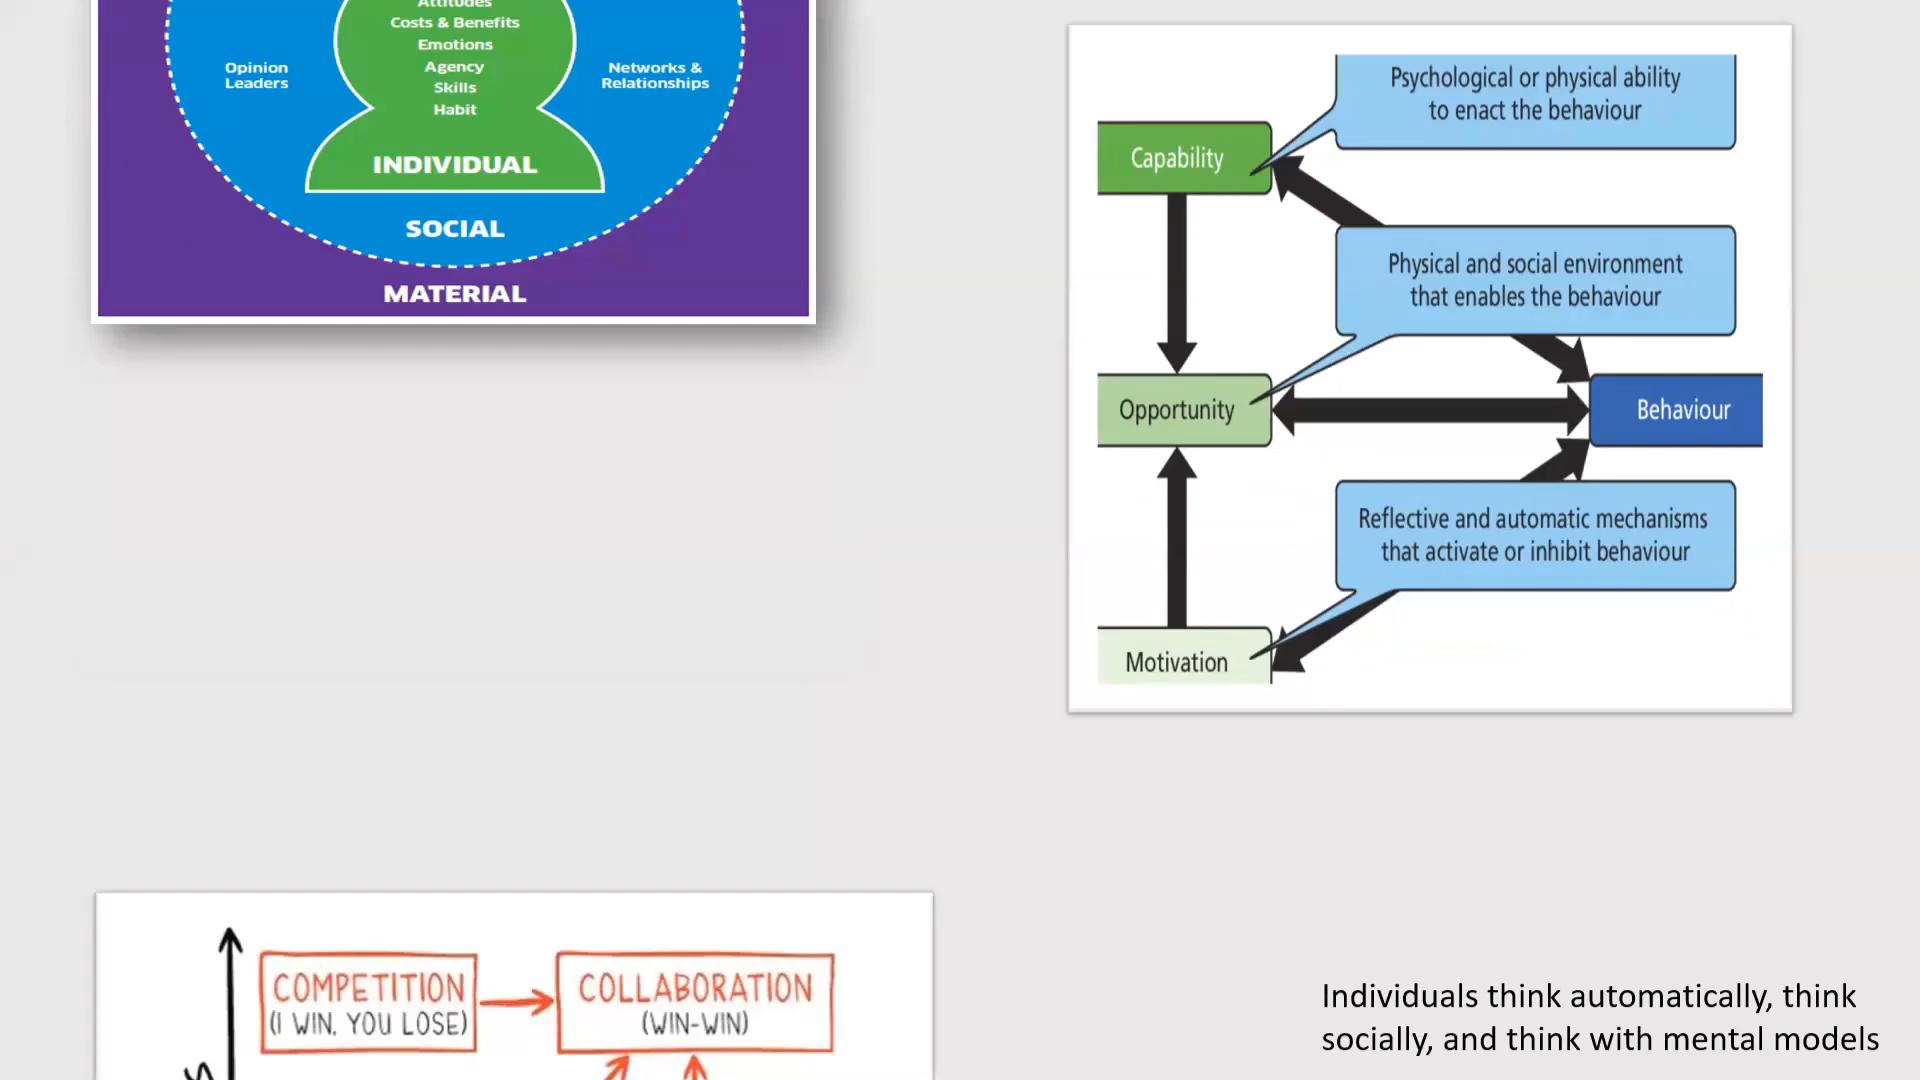 Attitudes
Costs & Benefits
Emotions
Agency
Skills
Habit
Opinion
Leaders
Networks &
Relationships
INDIVIDUAL
SOCIAL
MATERIAL
Psychological or physical ability
to enact the behaviour
Capability
Physical and social environment
that enables the behaviour
Opportunity
Behaviour
Reflective and automatic mechanisms
that activate or inhibit behaviour
Motivation
COMPETITION
(I WIN, YOU LOSE)
COLLABORATION
(WIN-WIN)
Individuals think automatically, think
socially, and think with mental models